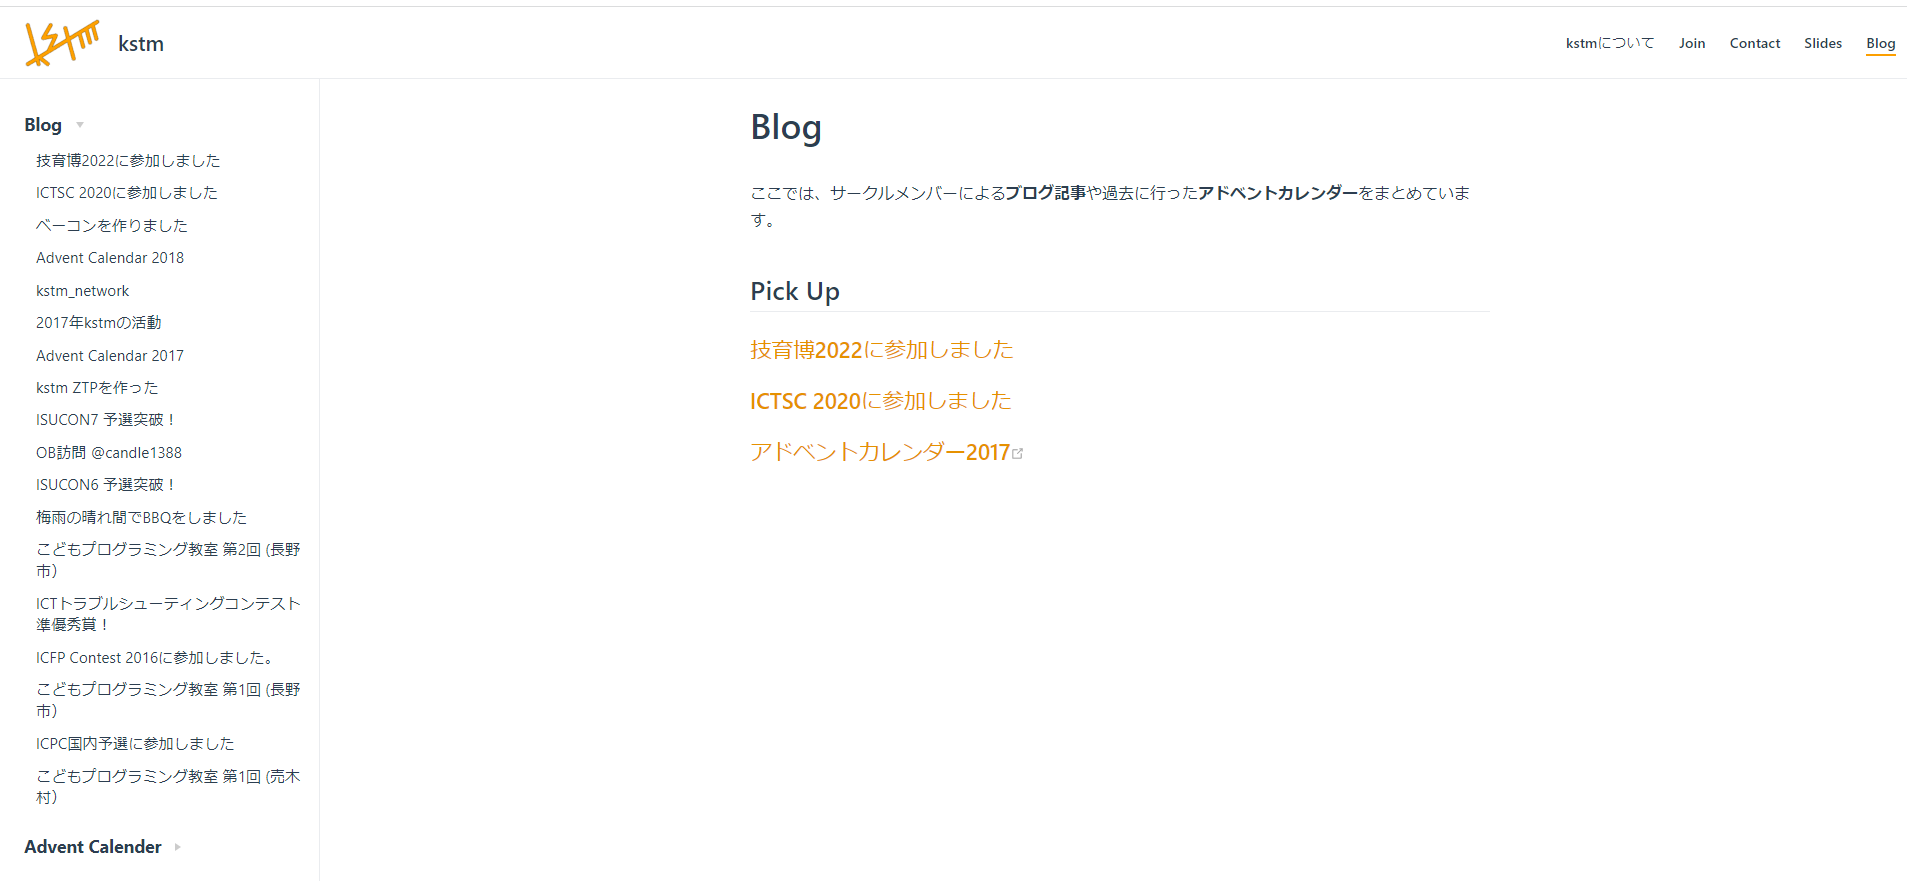 kstm
kstm
kstmについて
Join
Contact
Slides
Blog
Blog
技育博2022に参加しました
ICTSC 2020に参加しました
ベーコンを作りました
Advent Calendar 2018
kstm_network
2017年kstmの活動
Advent Calendar 2017
kstm ZTPを作った
ISUCON7 予選突破！
OB訪問 @candle1388
ISUCON6 予選突破！
梅雨の晴れ間でBBQをしました
こどもプログラミング教室 第2回 (長野
市）
ICTトラブルシューティングコンテスト
準優秀賞！
ICFP Contest 2016に参加しました。
こどもプログラミング教室 第1回 (長野
市）
ICPC国内予選に参加しました
こどもプログラミング教室 第1回 (売木
村）
Advent Calender
Blog
ここでは、サークルメンバーによるブログ記事や過去に行ったアドベントカレンダーをまとめていま
す。
Pick Up
技育博2022に参加しました
ICTSC 2020に参加しました
アドベントカレンダー2017